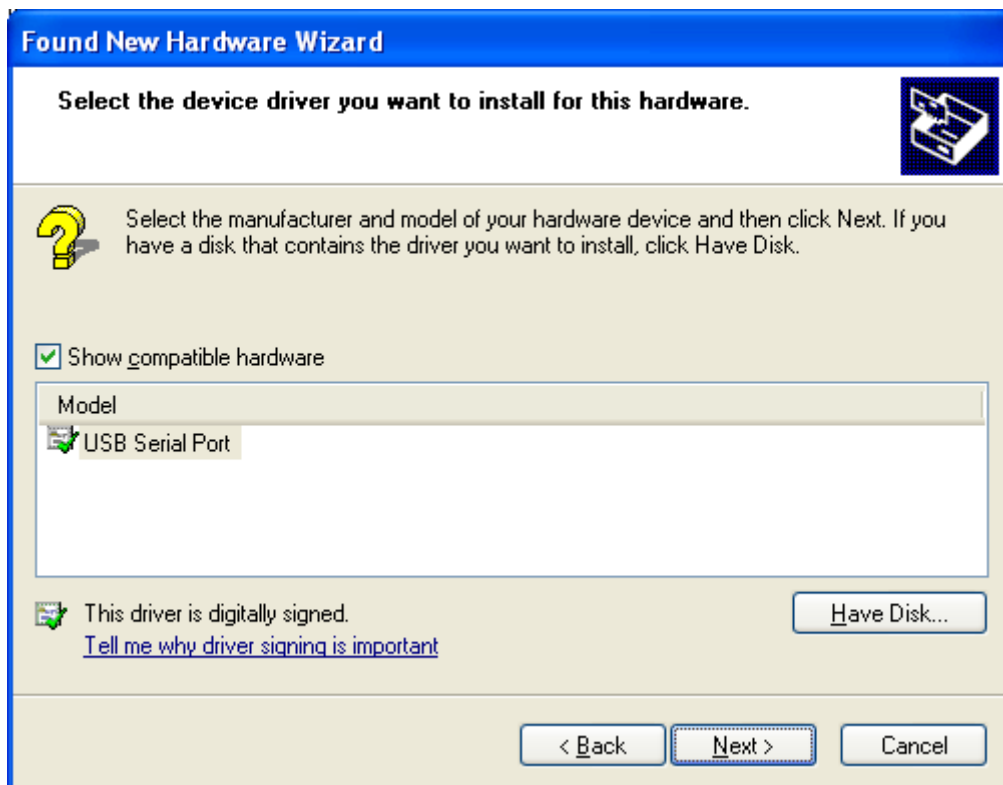 Found New Hardware Wizard
Select the device driver you want to install for this hardware.
Select the manufacturer and model of your hardware device and then click Next. If you
have a disk that contains the driver you want to install, click Have Disk.
Show compatible hardware
Model
USB Serial Port
This driver is digitally signed.
Have Disk...
Tell me why driver signing is important
< Back
Next >
Cancel